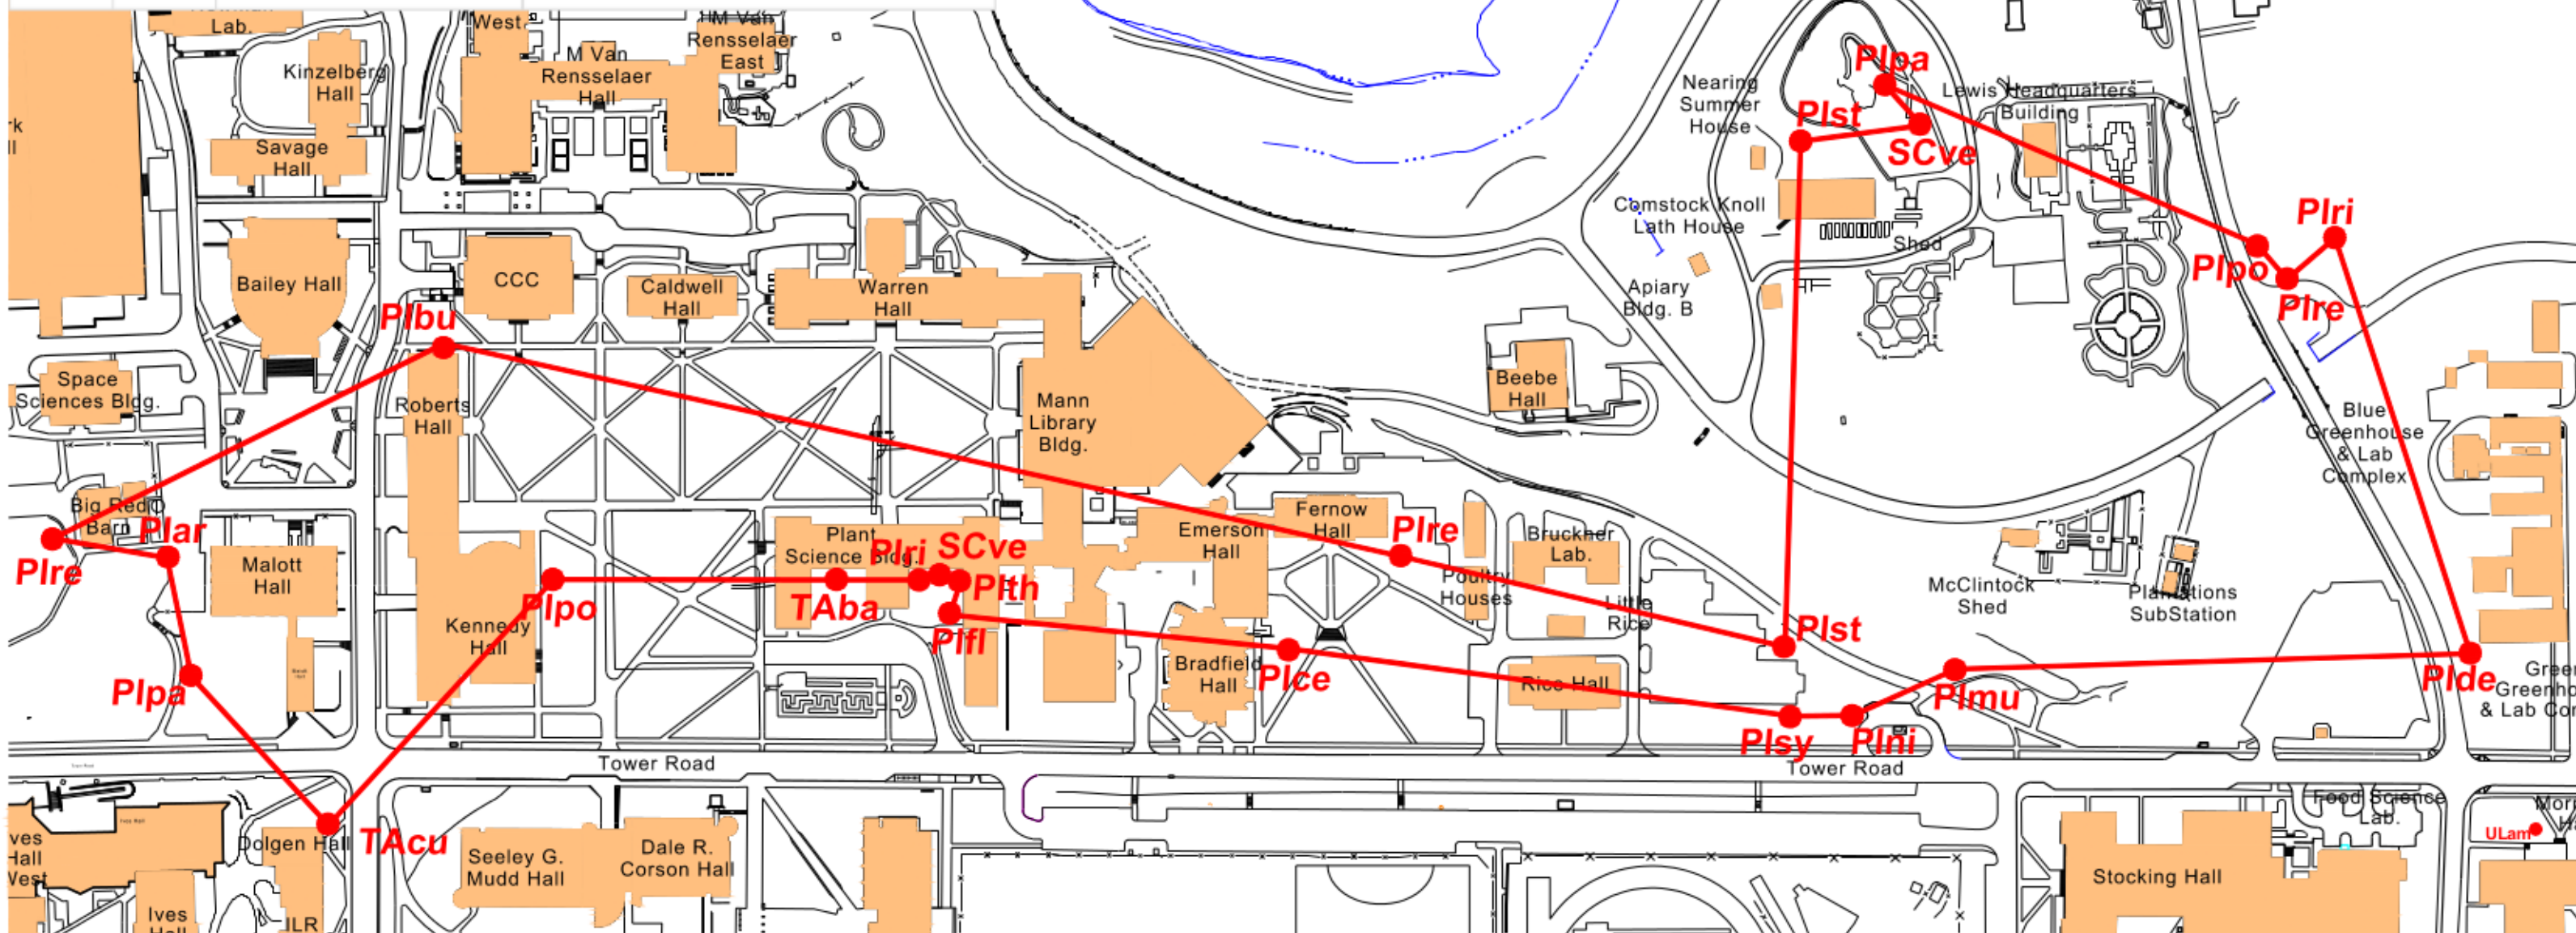 Lab.
West
M Van
Rensselaer
East
M Van
Rensselaer
Hall
Kinzelberg
Hall
Savage
Hall
PIpa
Nearing
Summer
House
PIst
Lewis Headquarters
Building
SCve
Comstock Knoll
Lath House
Shed
PIri
PIpo
PIre
Apiary
Bldg. B
Bailey Hall
CCC
Caldwell
Hall
Warren
Hall
PIbu
Space
Sciences Bldg.
Roberts
Hall
Mann
Library
Bldg.
Beebe
Hall
Blue
Greenhouse
& Lab
Complex
Big Red
Barn
PIar
PIre
Malott
Hall
Plant
Science Bldg.
PIri
SCve
PIth
TAba
PIfl
PIpo
Kennedy
Hall
Emerson
Hall
Fernow
Hall
PIre
Poultry
Houses
Bruckner
Lab.
Little
Rice
McClintock
Shed
Plantations
SubStation
PIst
PIpa
Bradfield
Hall
PIce
Rice Hall
PIsy
PIni
PImu
PIde
Green
& Lab
Tower Road
Tower Road
TAcu
Dolgen Hall
Hall
West
Ives
Hall
ILR
Seeley G.
Mudd Hall
Dale R.
Corson Hall
Food Science
Lab.
ULam
Stocking Hall